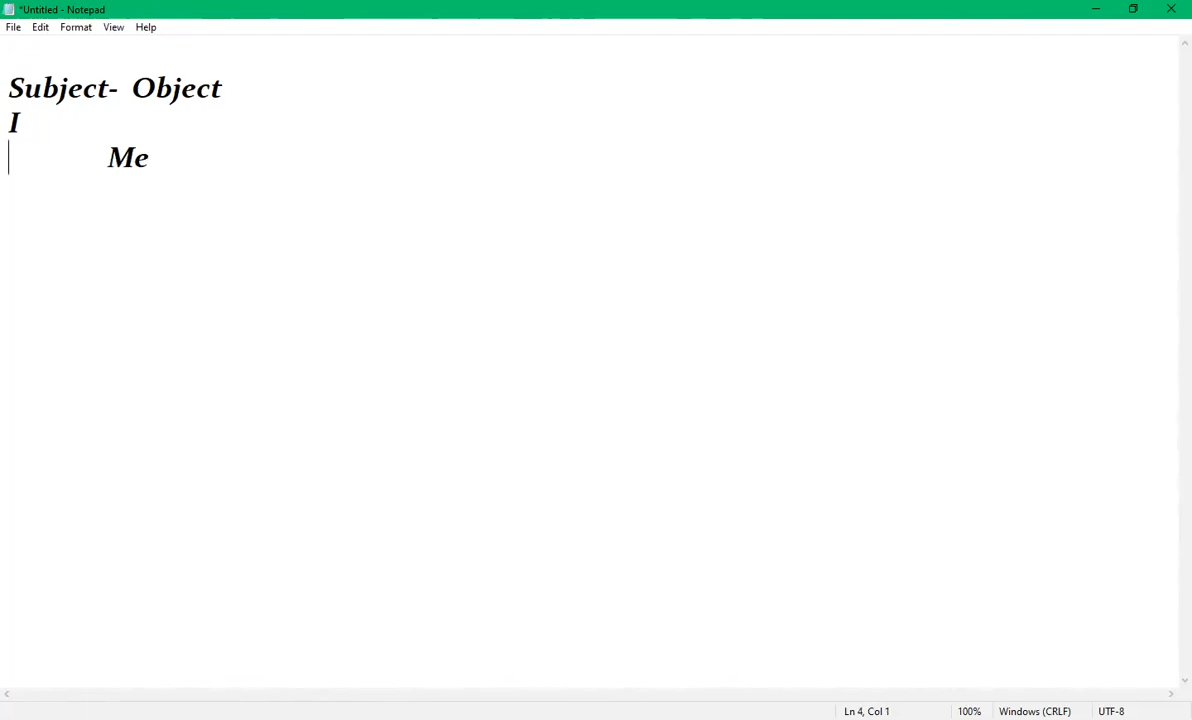 *Untitled - Notepad
File Edit Format View Help
Subject- Object
I
Me
Ln 4, Col 1 100% Windows (CRLF) UTF-8